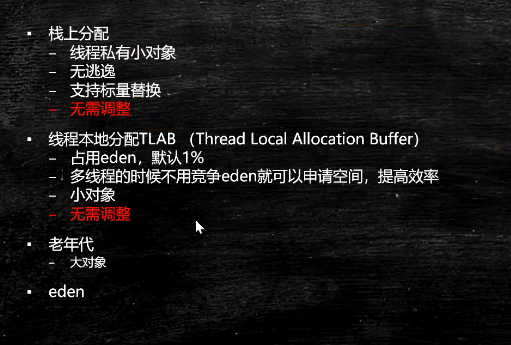 ▪ 栈上分配
– 线程私有小对象
– 无逃逸
– 支持标量替换
– 无需调整
▪ 线程本地分配TLAB （Thread Local Allocation Buffer）
– 占用eden，默认1%
– 多线程的时候不用竞争eden就可以申请空间，提高效率
– 小对象
– 无需调整
▪ 老年代
– 大对象
▪ eden